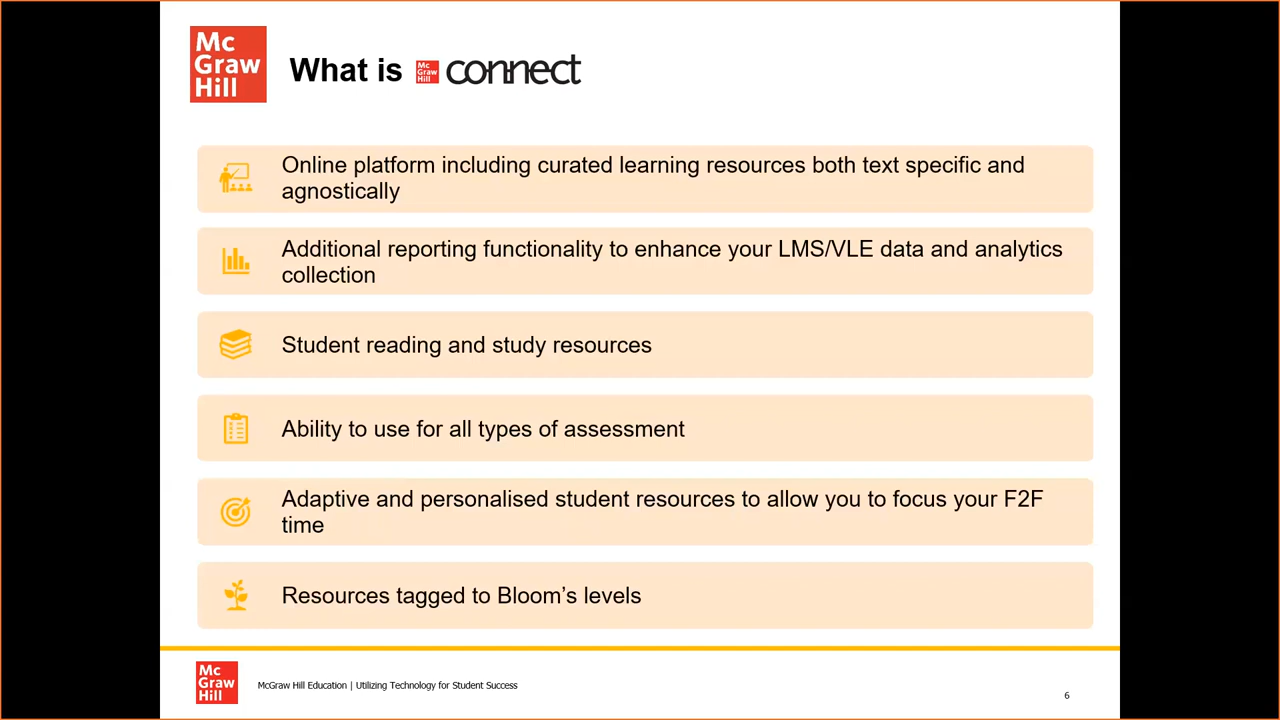 Mc
Graw
Hill
What is Mc Graw Hill connect
Online platform including curated learning resources both text specific and
agnostically
Additional reporting functionality to enhance your LMS/VLE data and analytics
collection
Student reading and study resources
Ability to use for all types of assessment
Adaptive and personalised student resources to allow you to focus your F2F
time
Resources tagged to Bloom’s levels
Mc
Graw
Hill
McGraw Hill Education | Utilizing Technology for Student Success
6